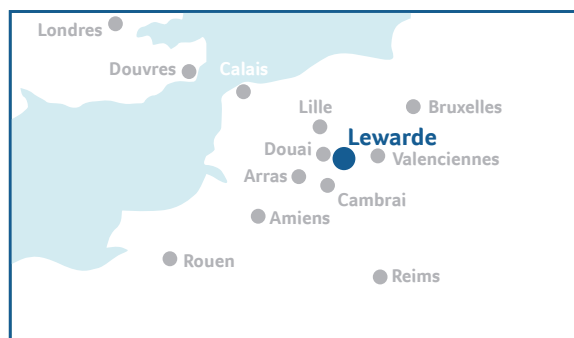 Londres
Douvres
Calais
Lille
Bruxelles
Lewarde
Douai
Valenciennes
Arras
Cambrai
Amiens
Rouen
Reims